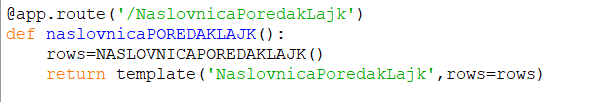 @app.route('/NaslovnicaPoredakLajk')
def naslovnicaPOREDAKLAJK():
    rows=NASLOVNICAPOREDAKLAJK()
    return template('NaslovnicaPoredakLajk',rows=rows)